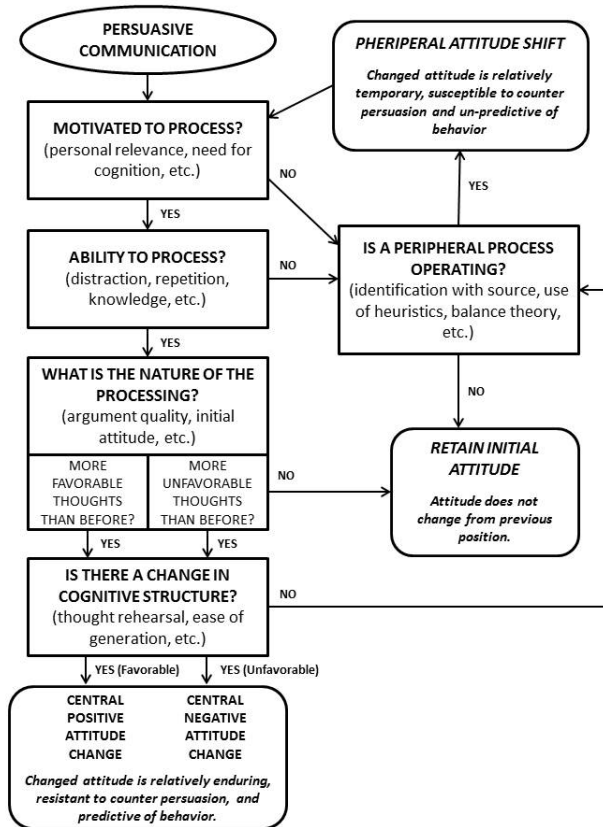 PERSUASIVE
COMMUNICATION
PHERIPERAL ATTITUDE SHIFT
Changed attitude is relatively
temporary, susceptible to counter
persuasion and un-predictive of
behavior
MOTIVATED TO PROCESS?
(personal relevance, need for
cognition, etc.)
NO
YES
YES
ABILITY TO PROCESS?
(distraction, repetition,
knowledge, etc.)
NO
IS A PERIPHERAL PROCESS
OPERATING?
(identification with source, use
of heuristics, balance theory,
etc.)
YES
NO
WHAT IS THE NATURE OF THE
PROCESSING?
(argument quality, initial
attitude, etc.)
MORE
FAVORABLE
THOUGHTS
THAN BEFORE?
MORE
UNFAVORABLE
THOUGHTS
THAN BEFORE?
NO
RETAIN INITIAL
ATTITUDE
Attitude does not
change from previous
position.
YES
YES
IS THERE A CHANGE IN
COGNITIVE STRUCTURE?
(thought rehearsal, ease of
generation, etc.)
NO
YES (Favorable)
YES (Unfavorable)
CENTRAL
POSITIVE
ATTITUDE
CHANGE
CENTRAL
NEGATIVE
ATTITUDE
CHANGE
Changed attitude is relatively enduring,
resistant to counter persuasion, and
predictive of behavior.